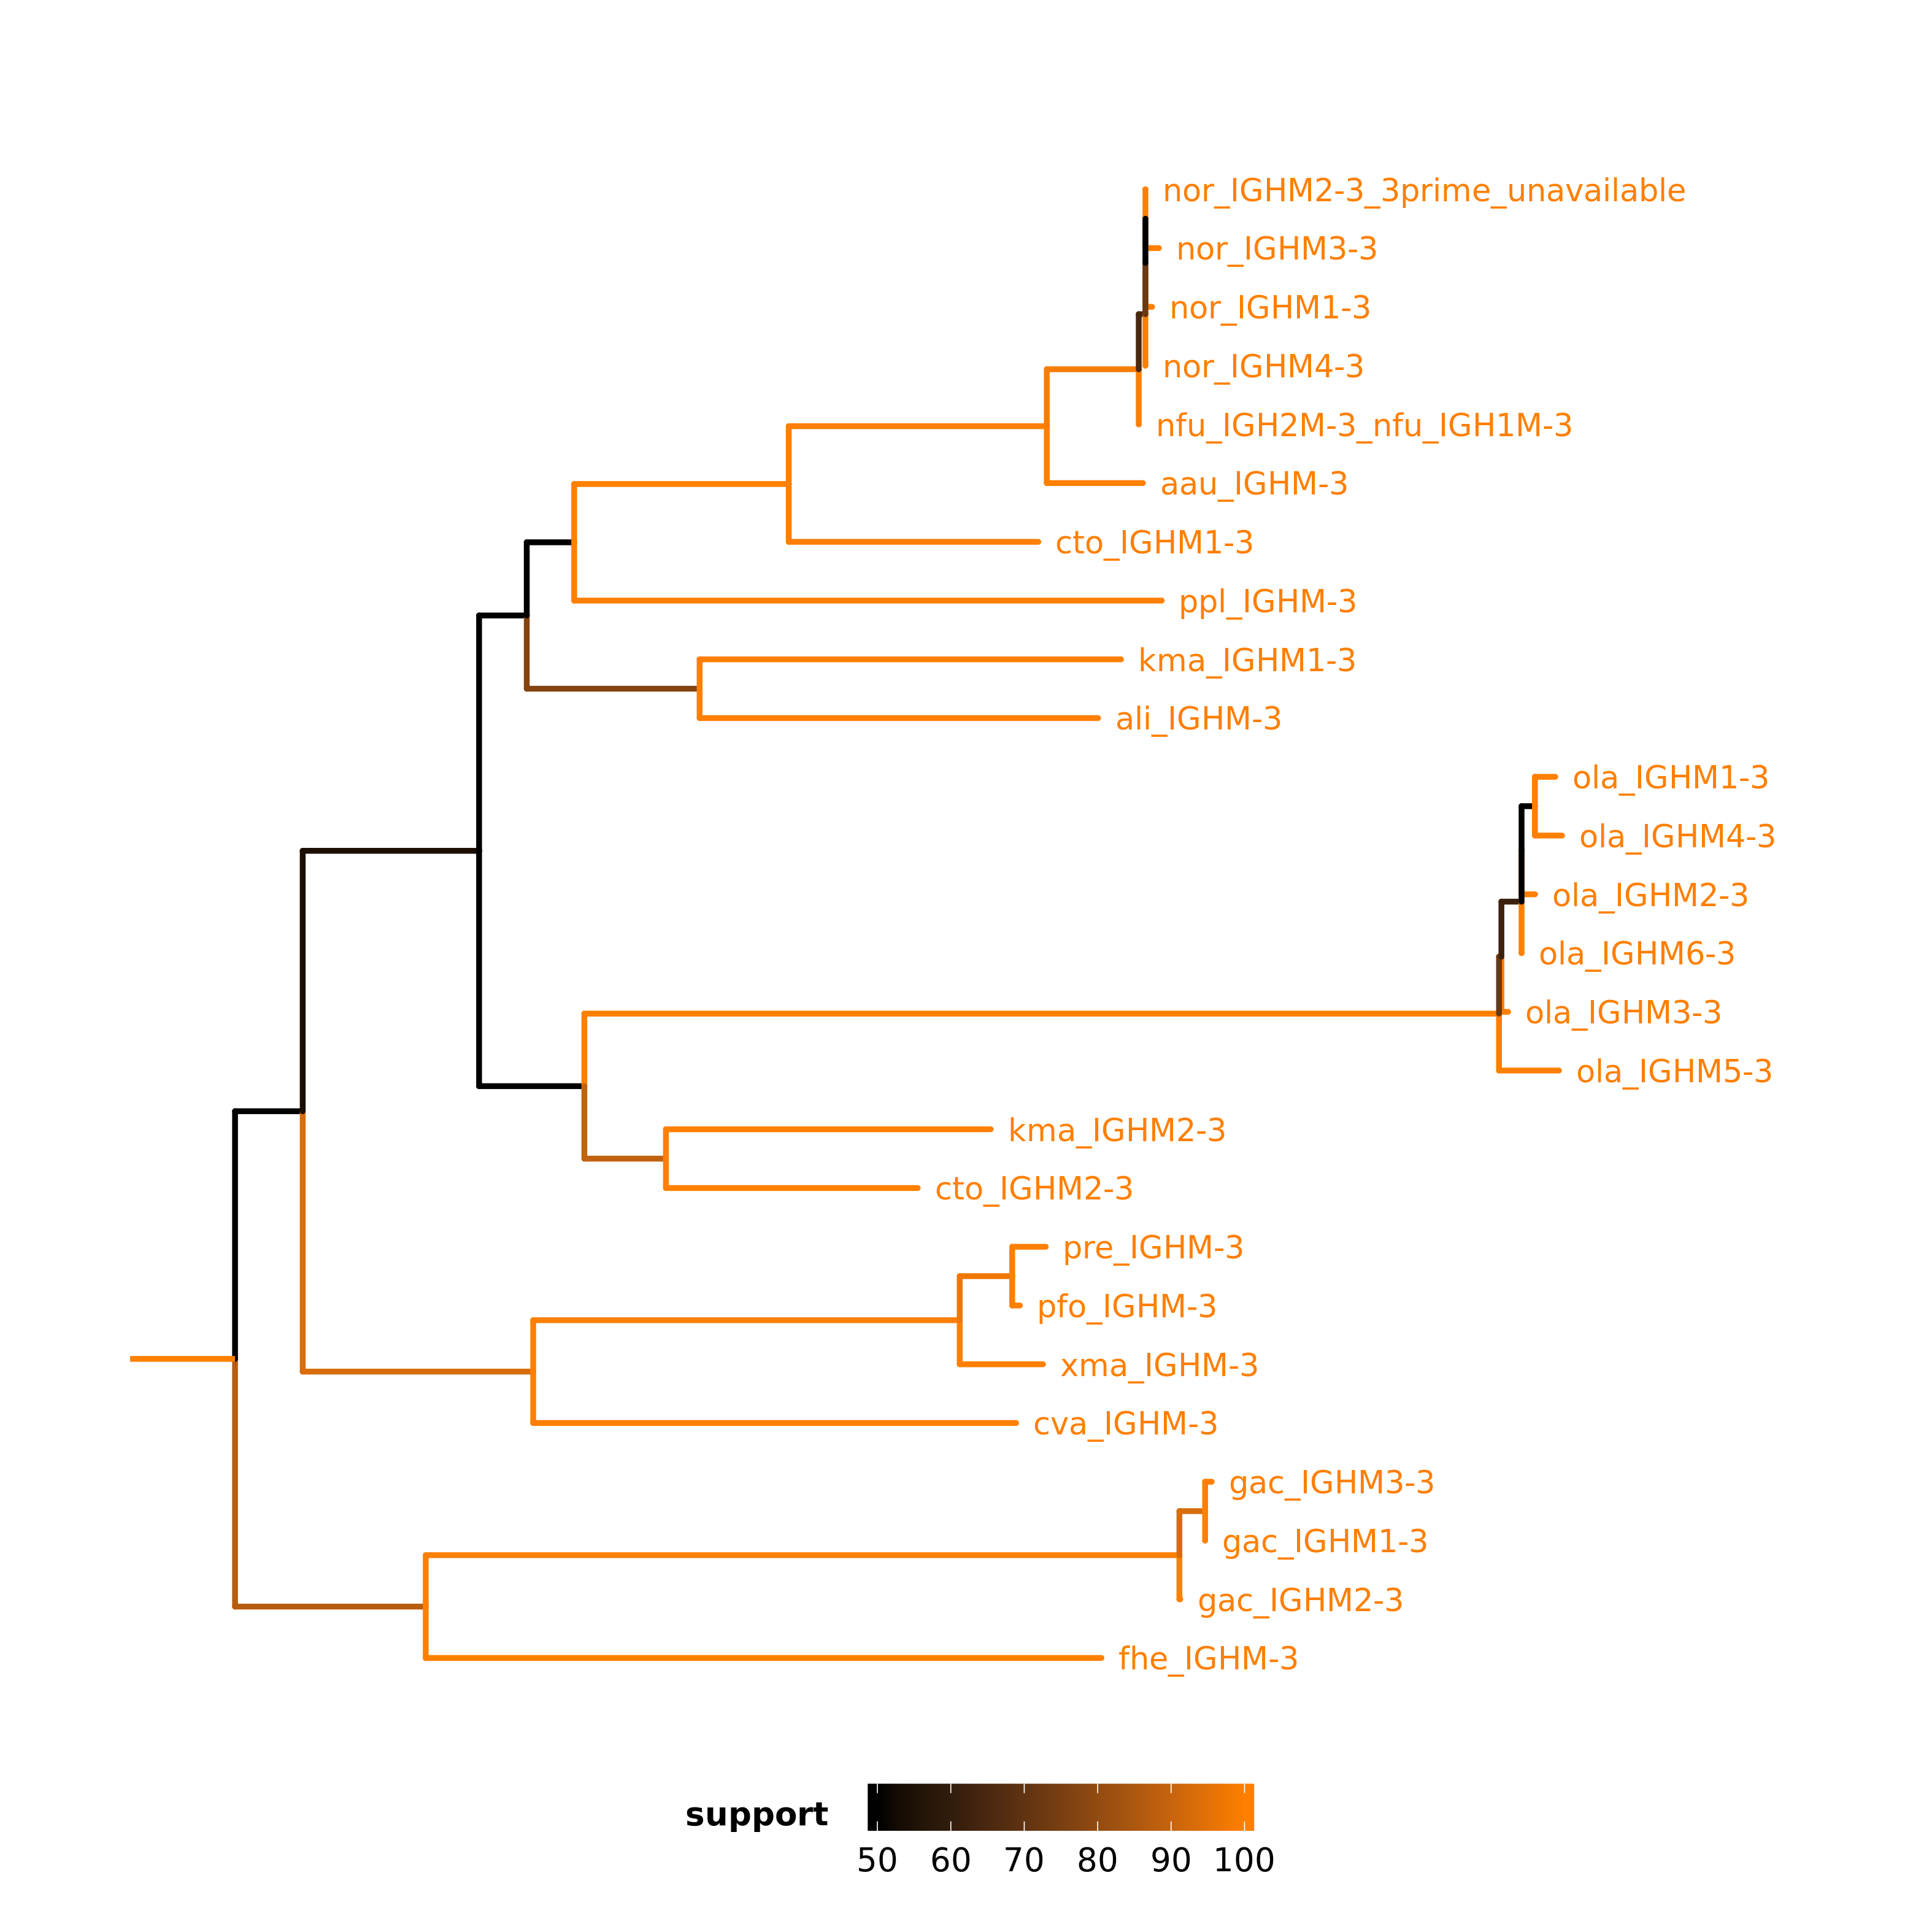 nor_IGHM2-3_3prime_unavailable
nor_IGHM3-3
nor_IGHM1-3
nor_IGHM4-3
nfu_IGH2M-3_nfu_IGH1M-3
aau_IGHM-3
cto_IGHM1-3
ppl_IGHM-3
kma_IGHM1-3
ali_IGHM-3
ola_IGHM1-3
ola_IGHM4-3
ola_IGHM2-3
ola_IGHM6-3
ola_IGHM3-3
ola_IGHM5-3
kma_IGHM2-3
cto_IGHM2-3
pre_IGHM-3
pfo_IGHM-3
xma_IGHM-3
cva_IGHM-3
gac_IGHM3-3
gac_IGHM1-3
gac_IGHM2-3
fhe_IGHM-3
support
50 60 70 80 90 100